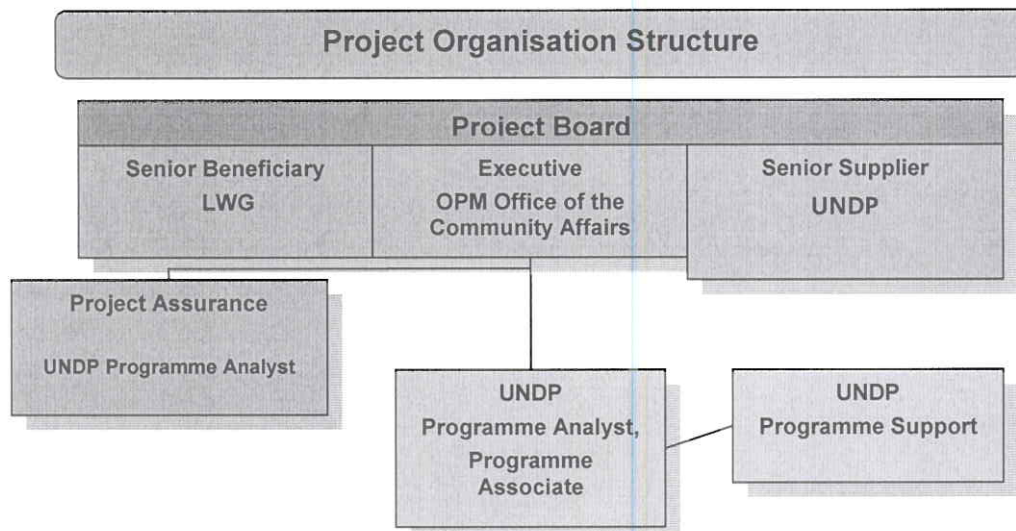 Project Organisation Structure
Project Board
Senior Beneficiary
LWG
Executive
OPM Office of the
Community Affairs
Senior Supplier
UNDP
Project Assurance
UNDP Programme Analyst
UNDP
Programme Analyst,
Programme
Associate
UNDP
Programme Support